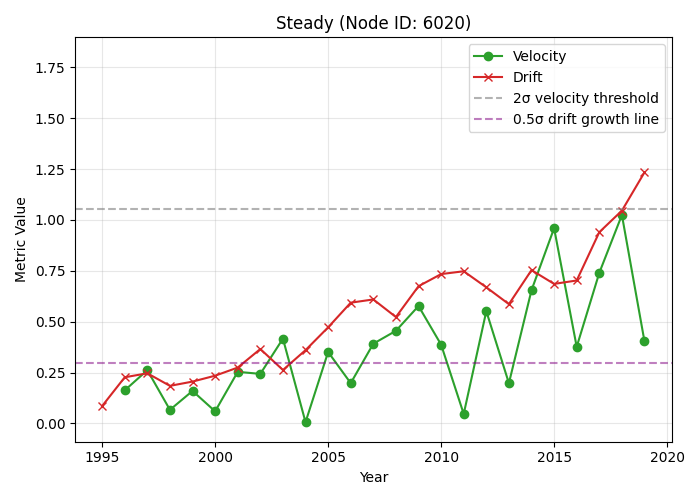 Steady (Node ID: 6020)
Velocity
Drift
2σ velocity threshold
0.5σ drift growth line
Metric Value
1.75
1.50
1.25
1.00
0.75
0.50
0.25
0.00
1995 2000 2005 2010 2015 2020
Year